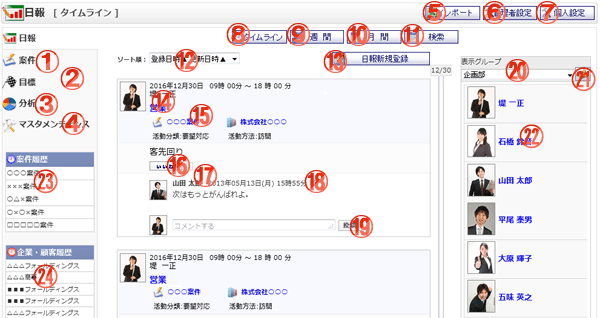 日報 [ タイムライン ]
⑤ レポート ⑥ 管理者設定 ⑦ 個人設定
⑧ タイムライン ⑨ 週 間 ⑩ 月 間 ⑪ 検索
日報
案件 ①
目標 ②
分析 ③
マスタメンテナンス ④
ソート順： 登録日時▲ ⑫ 更新日時▲
⑬ 日報新規登録
12/30
2016年12月30日 09時 00分 ～ 18 時 00 分
堤 一正 ⑭
営業
○○○案件 ⑮ 株式会社○○○
活動分類:要望対応 活動方法:訪問
客先回り
いいね ⑯
山田 太郎 ⑰ 2013年05月13日(月) 15時55分 ⑱
次はもっとがんばれよ。
コメントする ⑲
2016年12月30日 09時 00分 ～ 18 時 00 分
堤 一正
営業
○○○案件 株式会社○○○
活動分類:要望対応 活動方法:訪問
案件履歴
○○○案件
×××案件 ㉓
○△×案件
○×○×案件
□□□□□案件
企業・顧客履歴
△△△フォールディングス
△△△ ㉔
■■■フォールディングス
■■■フォールディングス
△△△フォールディングス
表示グループ
企画部 ⑳ ㉑
堤 一正
石橋 ㉒
山田 太郎
平尾 泰男
大原 輝子
五味 英之